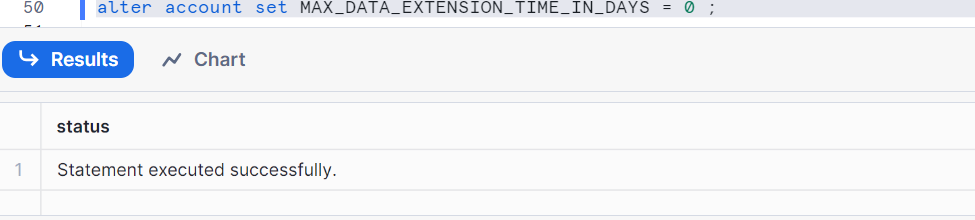 50 alter account set MAX_DATA_EXTENSION_TIME_IN_DAYS = 0 ;
Results Chart
status
1 Statement executed successfully.